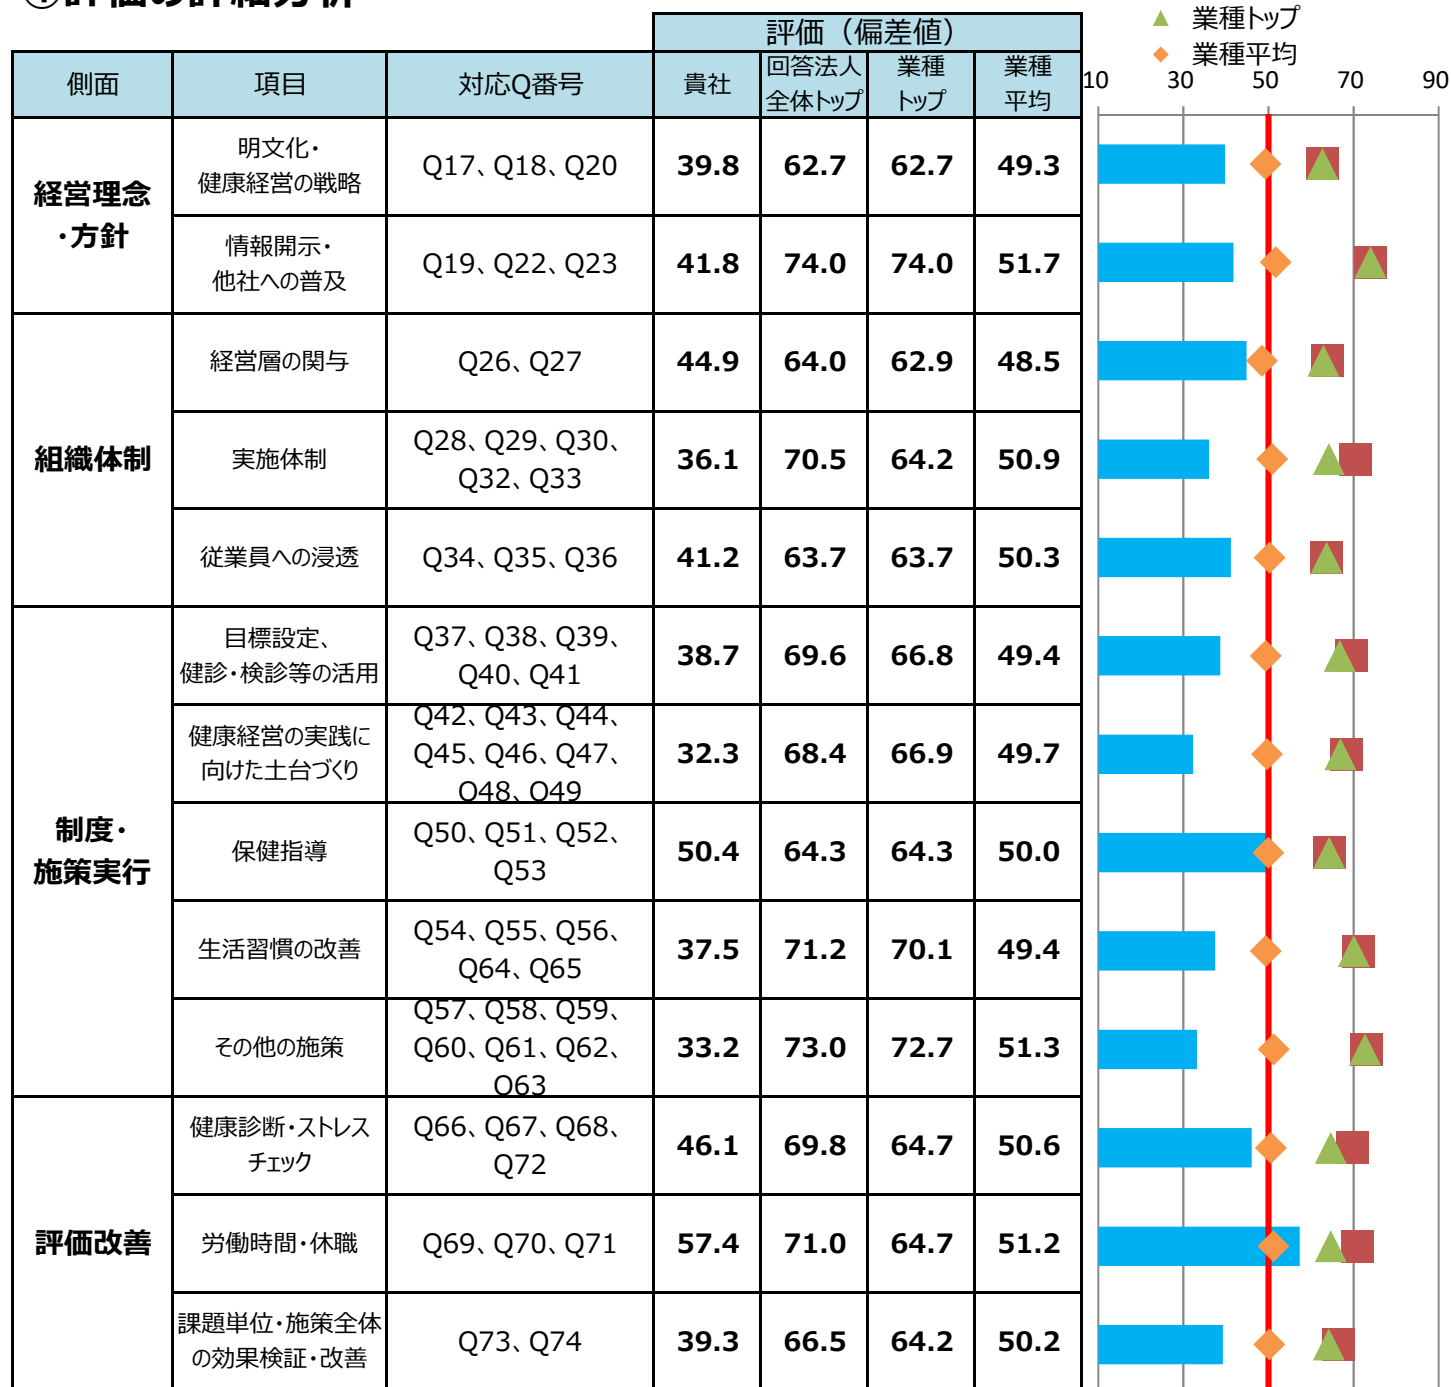 ①評価の詳細分析
▲ 業種トップ
◆ 業種平均
評価（偏差値）
側面 項目 対応Q番号 貴社 回答法人 業種 業種
全体トップ トップ 平均
10 30 50 70 90
経営理念
・方針
明文化・
健康経営の戦略
Q17、Q18、Q20 39.8 62.7 62.7 49.3
情報開示・
他社への普及
Q19、Q22、Q23 41.8 74.0 74.0 51.7
組織体制
経営層の関与 Q26、Q27 44.9 64.0 62.9 48.5
実施体制
Q28、Q29、Q30、
Q32、Q33
36.1 70.5 64.2 50.9
従業員への浸透 Q34、Q35、Q36 41.2 63.7 63.7 50.3
制度・
施策実行
目標設定、
健診・検診等の活用
Q37、Q38、Q39、
Q40、Q41
38.7 69.6 66.8 49.4
健康経営の実践に
向けた土台づくり
Q42、Q43、Q44、
Q45、Q46、Q47、
Q48、Q49
32.3 68.4 66.9 49.7
保健指導
Q50、Q51、Q52、
Q53
50.4 64.3 64.3 50.0
生活習慣の改善
Q54、Q55、Q56、
Q64、Q65
37.5 71.2 70.1 49.4
その他の施策
Q57、Q58、Q59、
Q60、Q61、Q62、
Q63
33.2 73.0 72.7 51.3
評価改善
健康診断・ストレス
チェック
Q66、Q67、Q68、
Q72
46.1 69.8 64.7 50.6
労働時間・休職 Q69、Q70、Q71 57.4 71.0 64.7 51.2
課題単位・施策全体
の効果検証・改善
Q73、Q74 39.3 66.5 64.2 50.2